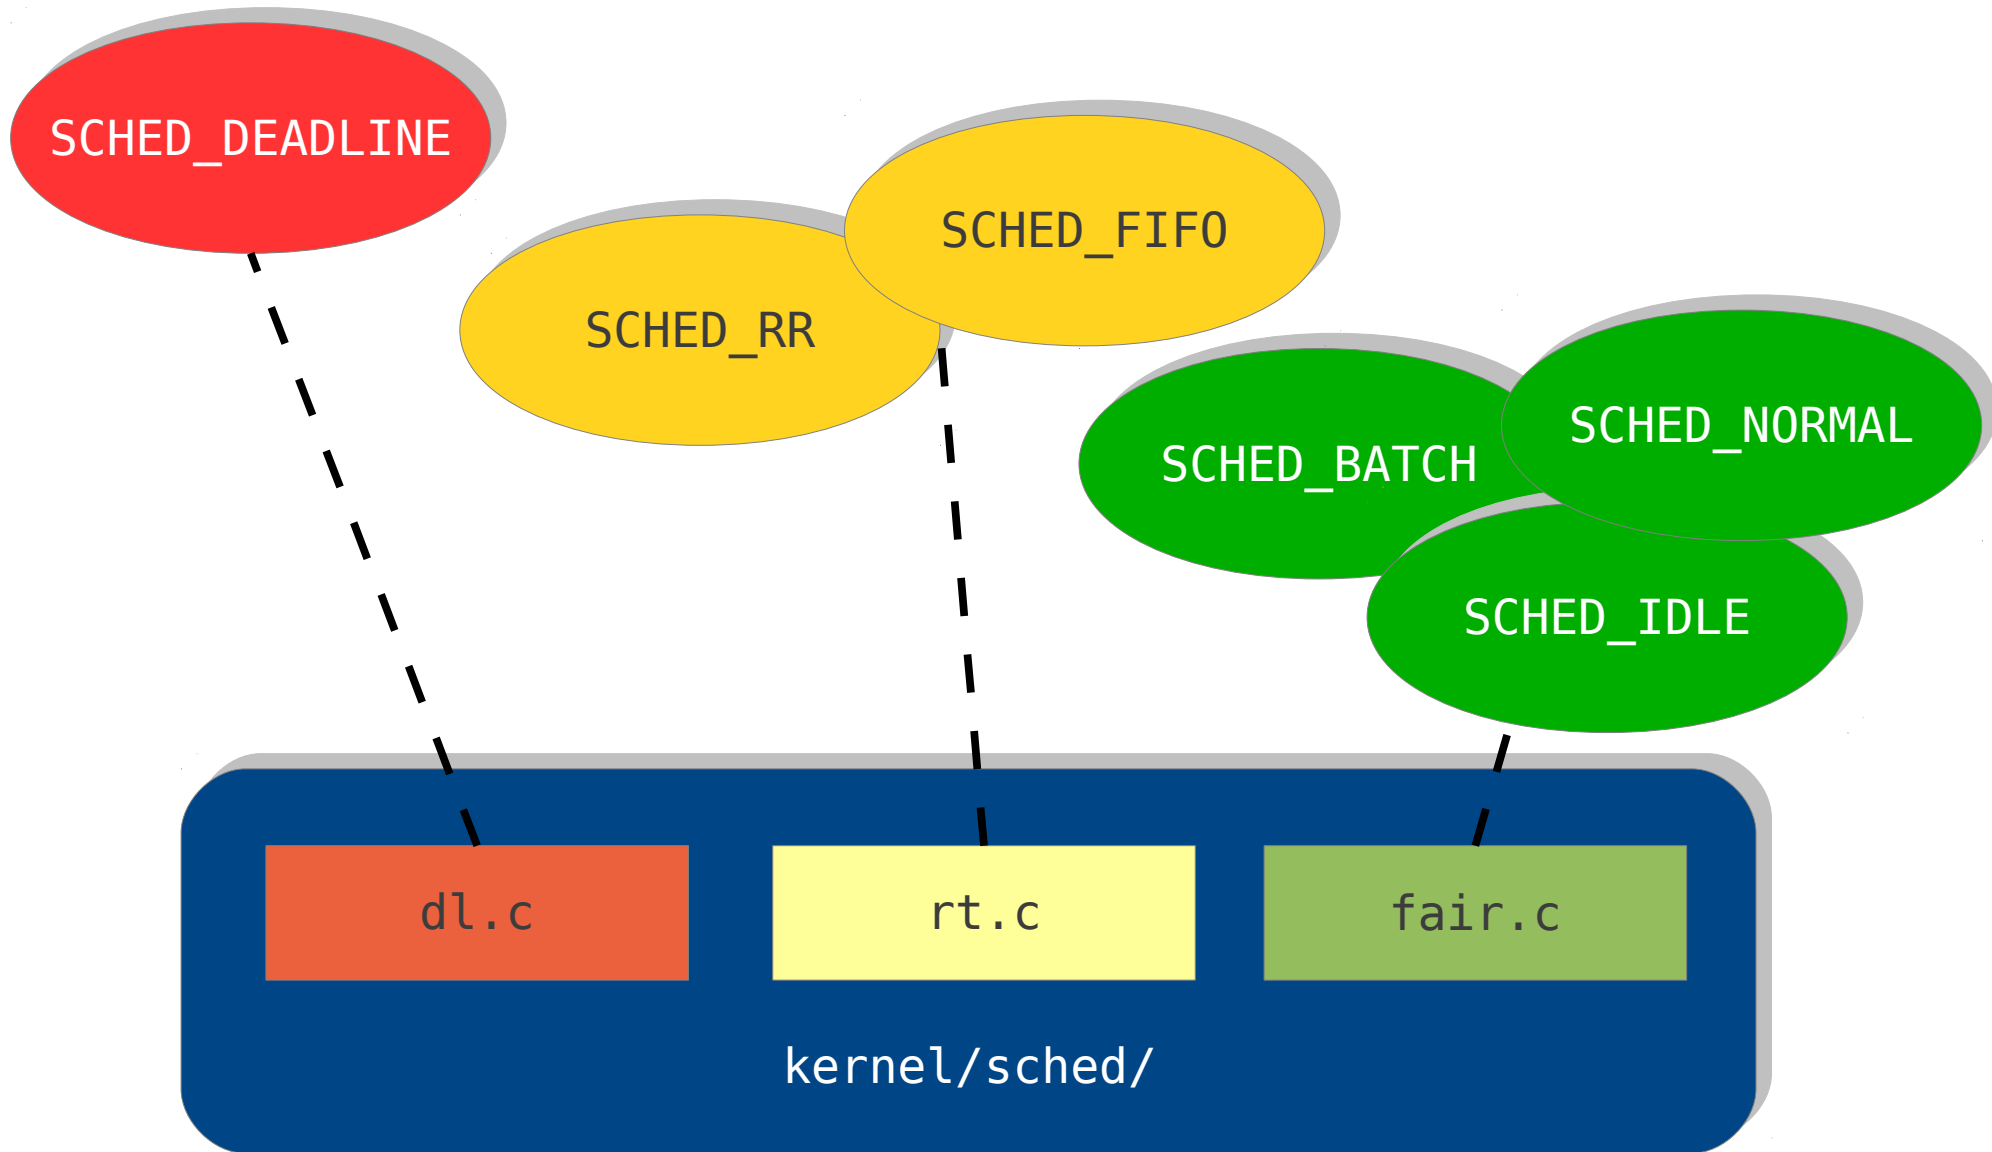 SCHED_DEADLINE
SCHED_FIFO
SCHED_RR
SCHED_NORMAL
SCHED_BATCH
SCHED_IDLE
dl.c
rt.c
fair.c
kernel/sched/